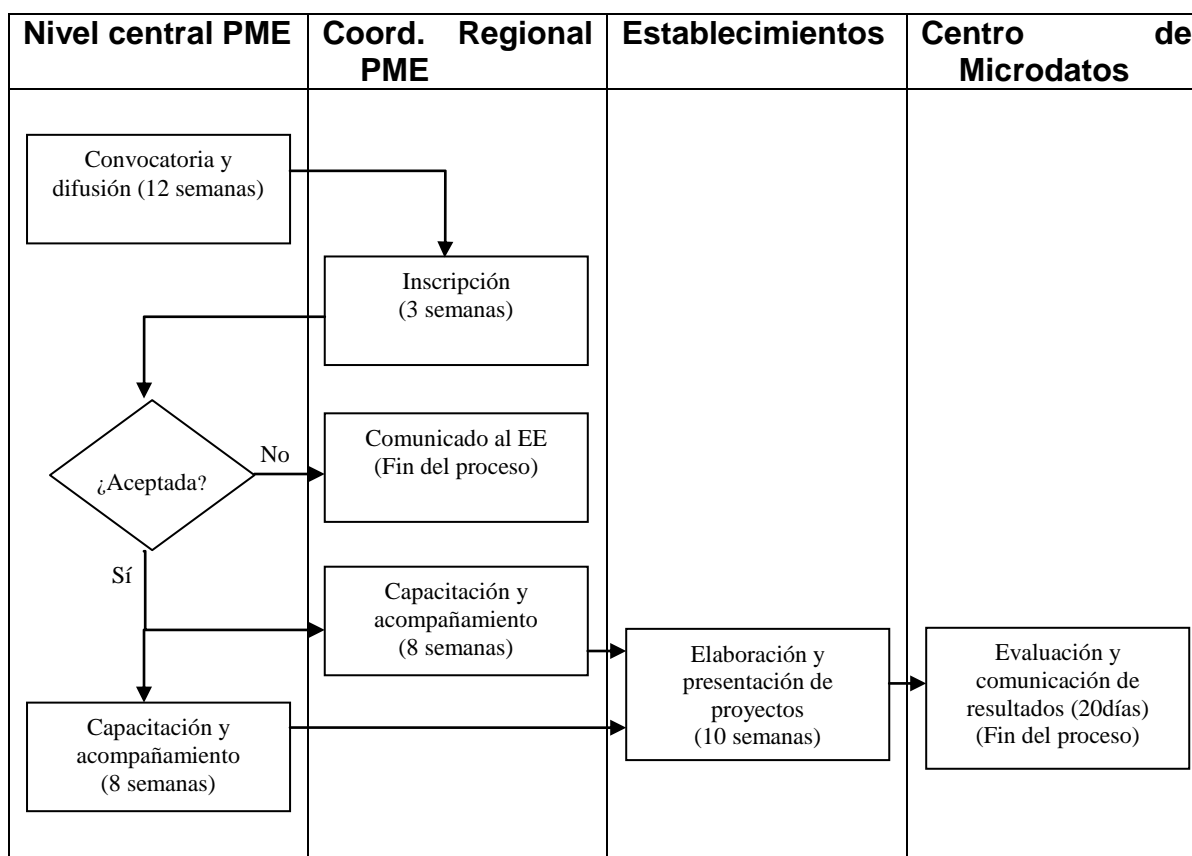 Nivel central PME
Coord. Regional
PME
Establecimientos
Centro de
Microdatos
Convocatoria y
difusión (12 semanas)
Inscripción
(3 semanas)
¿Aceptada?
No
Comunicado al EE
(Fin del proceso)
Sí
Capacitación y
acompañamiento
(8 semanas)
Elaboración y
presentación de
proyectos
(10 semanas)
Evaluación y
comunicación de
resultados (20días)
(Fin del proceso)
Capacitación y
acompañamiento
(8 semanas)